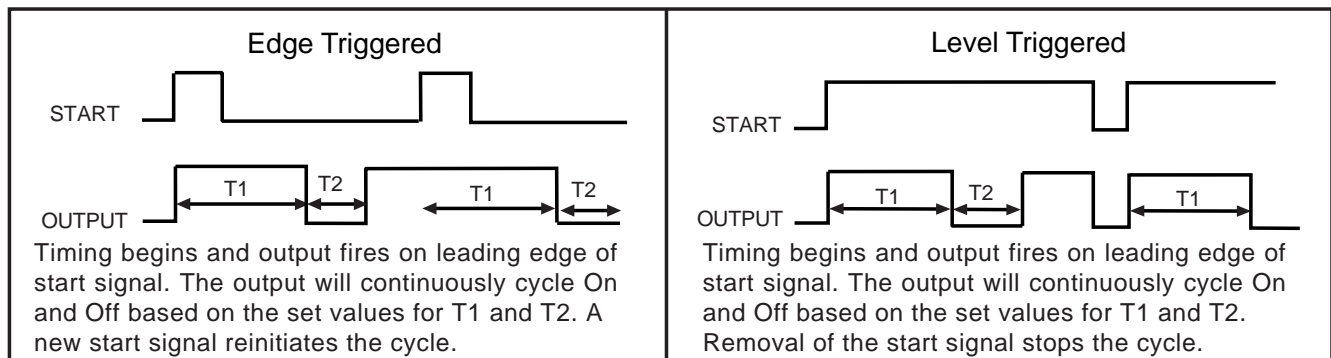 Edge Triggered
START
T1
T2
T1
T2
OUTPUT
Timing begins and output fires on leading edge of
start signal. The output will continuously cycle On
and Off based on the set values for T1 and T2. A
new start signal reinitiates the cycle.
Level Triggered
START
T1
T2
T1
OUTPUT
Timing begins and output fires on leading edge of
start signal. The output will continuously cycle On
and Off based on the set values for T1 and T2.
Removal of the start signal stops the cycle.